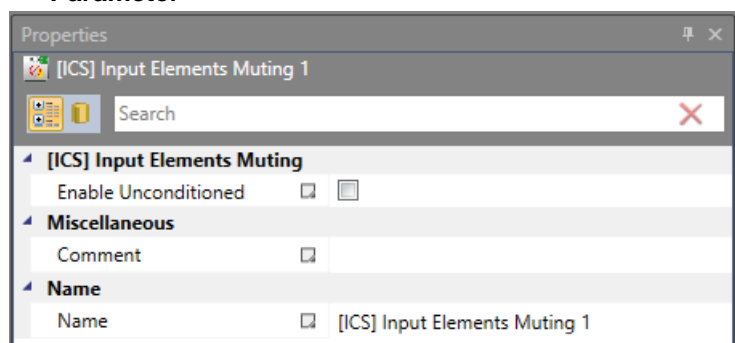 Parameter
Properties
[ICS] Input Elements Muting 1
Search
[ICS] Input Elements Muting
Enable Unconditioned
Miscellaneous
Comment
Name
Name [ICS] Input Elements Muting 1